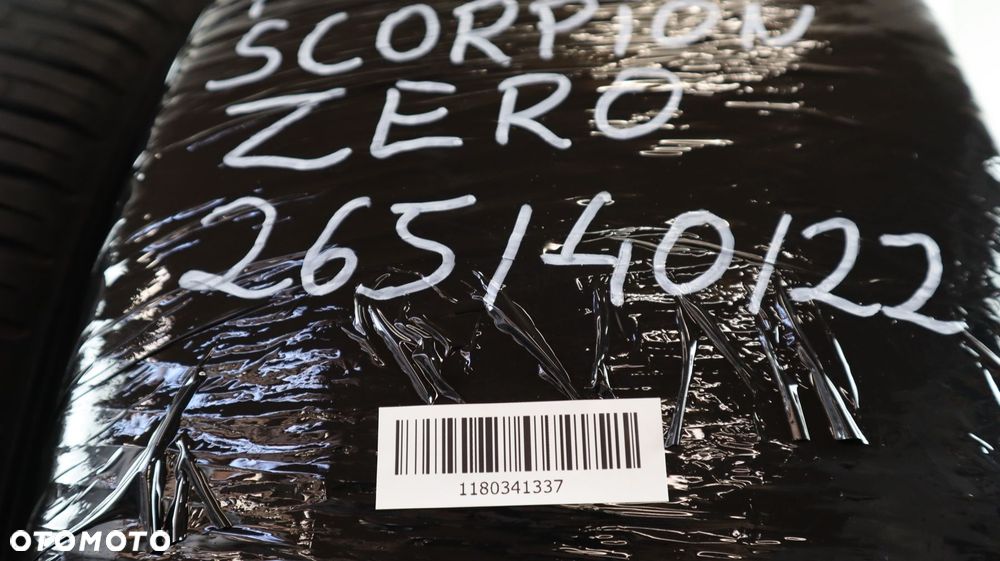 SCORPION
ZERO
265/40/22
1180341337
OTOMOTO